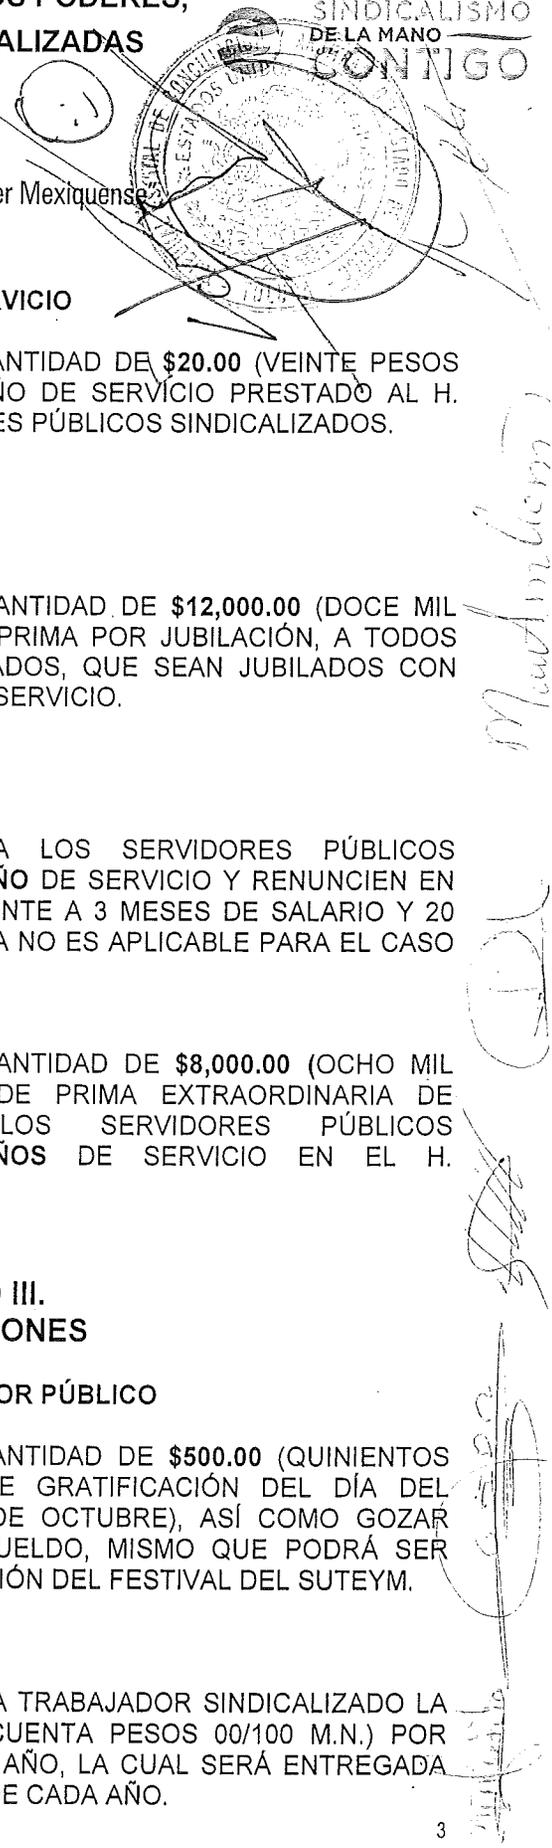 OS PODERES,
ALIZADAS
SINDICALISMO
DE LA MANO
CONTIGO
er Mexiquense
VICIO
ANTIDAD DE $20.00 (VEINTE PESOS
ÑO DE SERVICIO PRESTADO AL H.
ES PÚBLICOS SINDICALIZADOS.
ANTIDAD DE $12,000.00 (DOCE MIL
PRIMA POR JUBILACIÓN, A TODOS
ADOS, QUE SEAN JUBILADOS CON
SERVICIO.
A LOS SERVIDORES PÚBLICOS
ÑO DE SERVICIO Y RENUNCIEN EN
NTE A 3 MESES DE SALARIO Y 20
A NO ES APLICABLE PARA EL CASO
ANTIDAD DE $8,000.00 (OCHO MIL
DE PRIMA EXTRAORDINARIA DE
LOS SERVIDORES PÚBLICOS
ÑOS DE SERVICIO EN EL H.
III.
ONES
OR PÚBLICO
ANTIDAD DE $500.00 (QUINIENTOS
E GRATIFICACIÓN DEL DÍA DEL
DE OCTUBRE), ASÍ COMO GOZAR
UELDO, MISMO QUE PODRÁ SER
IÓN DEL FESTIVAL DEL SUTEYM.
A TRABAJADOR SINDICALIZADO LA
CUENTA PESOS 00/100 M.N.) POR
AÑO, LA CUAL SERÁ ENTREGADA
E CADA AÑO.
3